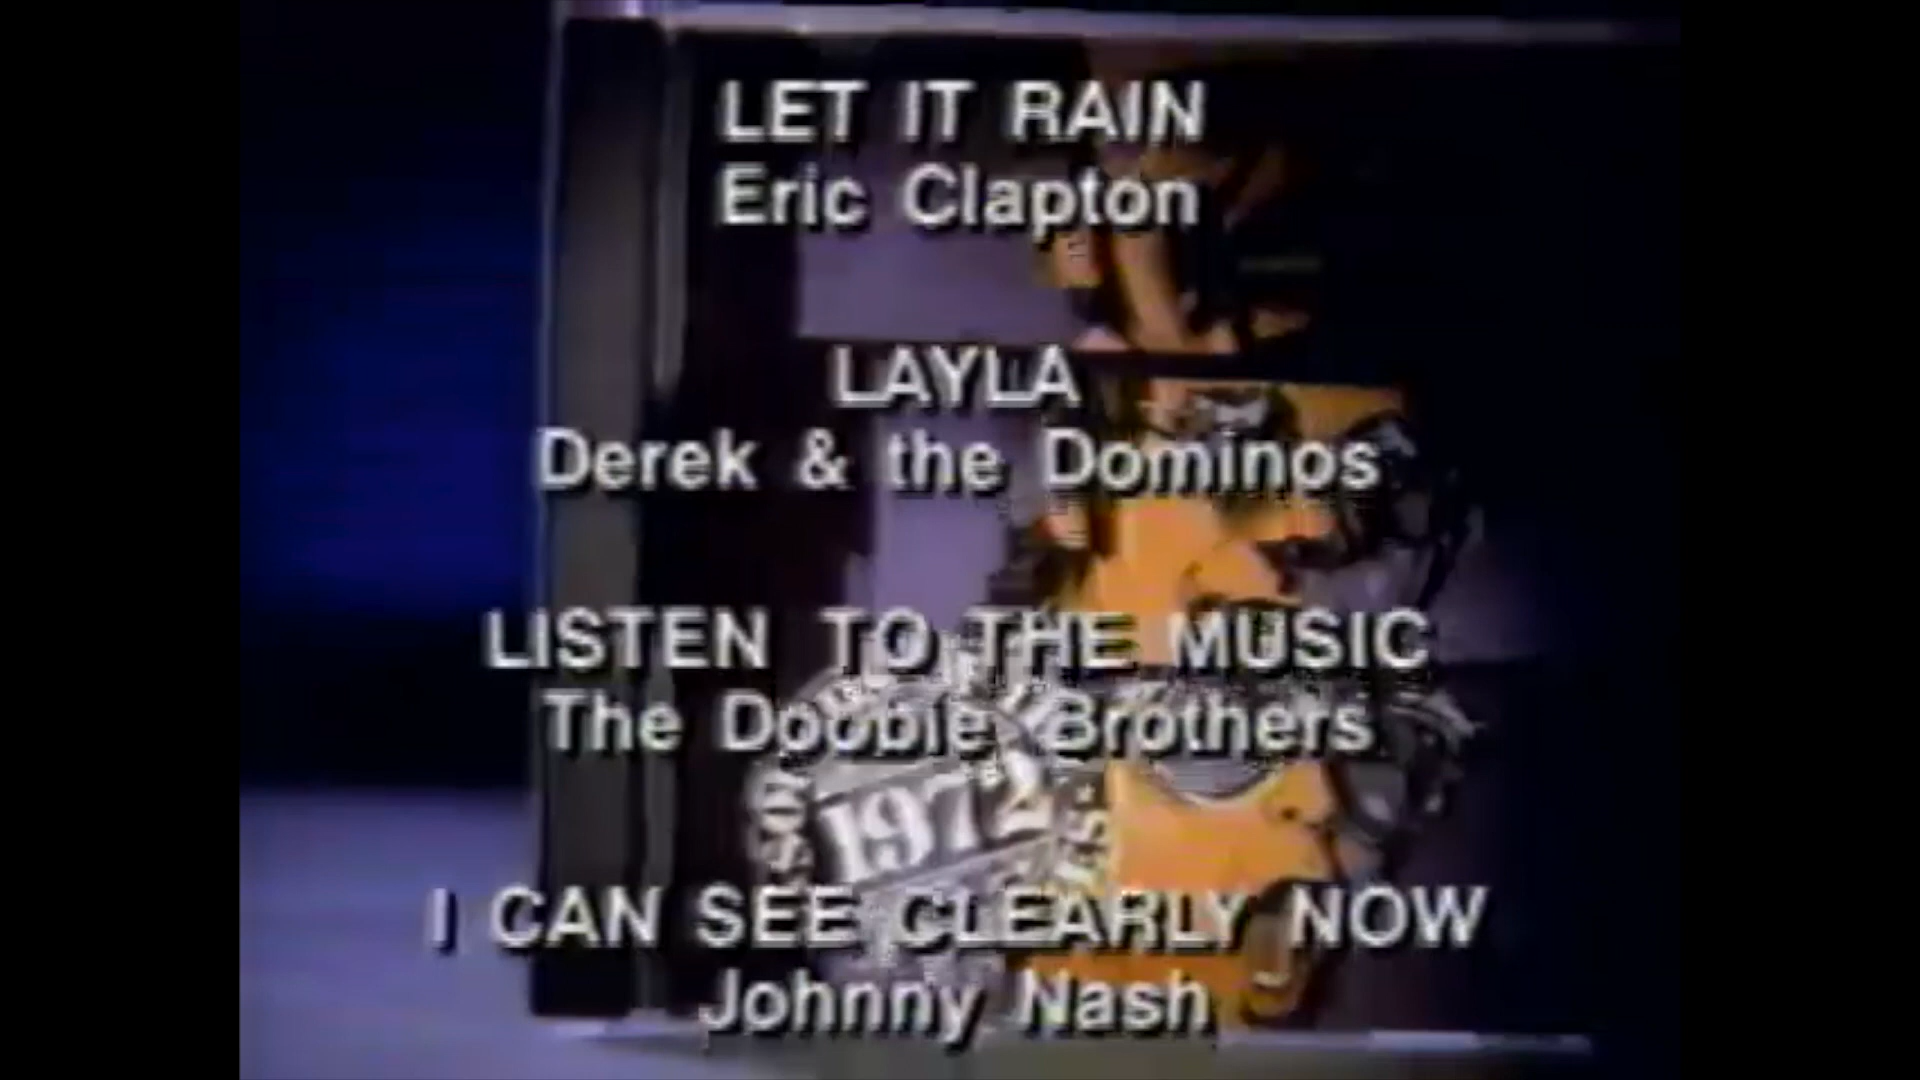 LET IT RAIN
Eric Clapton
LAYLA
Derek & the Dominos
LISTEN TO THE MUSIC
The Doobie Brothers
1972
I CAN SEE CLEARLY NOW
Johnny Nash